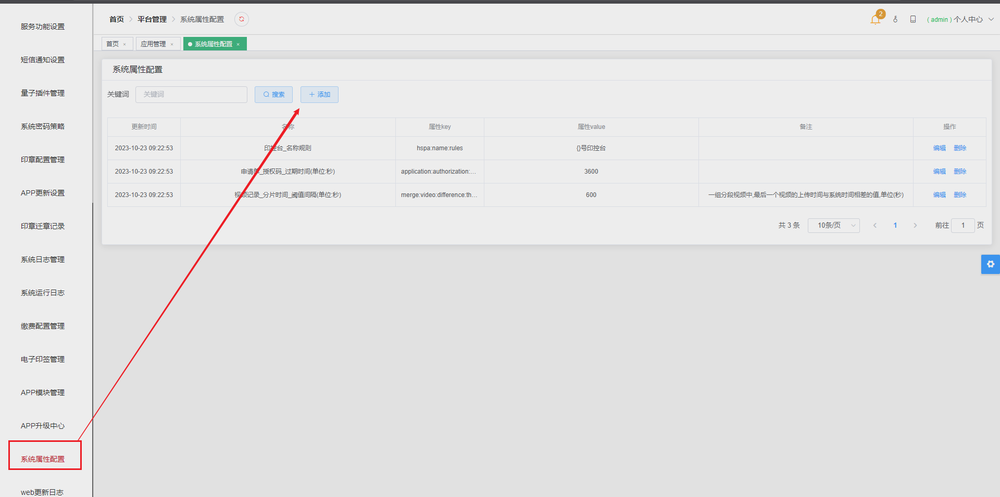 服务功能设置
短信通知设置
量子插件管理
系统密码策略
印章配置管理
APP更新设置
印章迁章记录
系统日志管理
系统运行日志
缴费配置管理
电子印签管理
APP模块管理
APP升级中心
系统属性配置
web更新日志
首页 平台管理 系统属性配置
2
( admin ) 个人中心
首页 × 应用管理 × 系统属性配置 ×
系统属性配置
关键词 关键词 搜索 添加
更新时间 名称 属性key 属性value 备注 操作
2023-10-23 09:22:53 印控台_名称规则 hspa:name:rules {}号印控台 编辑 删除
2023-10-23 09:22:53 申请单_授权码_过期时间(单位:秒) application:authorization:... 3600 编辑 删除
2023-10-23 09:22:53 视频记录_分片时间_阈值间隔(单位:秒) merge:video:difference:th... 600 一组分段视频中,最后一个视频的上传时间与系统时间相差的值,单位(秒) 编辑 删除
共 3 条 10条/页 1 前往 1 页